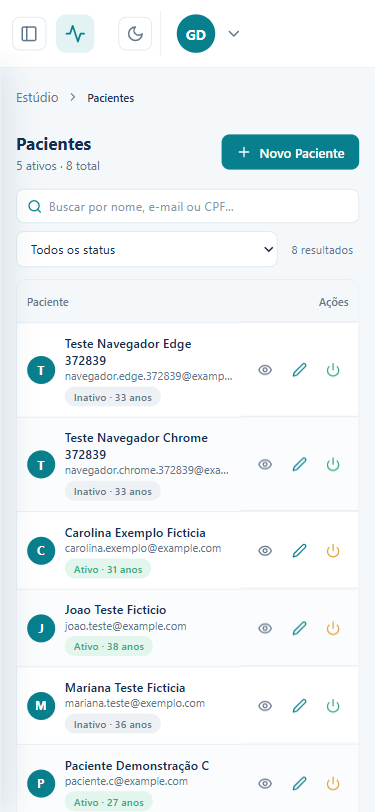 GD
Estúdio > Pacientes
Pacientes
5 ativos · 8 total
+ Novo Paciente
Buscar por nome, e-mail ou CPF...
Todos os status
8 resultados
Paciente
Ações
T
Teste Navegador Edge
372839
navegador.edge.372839@examp...
Inativo · 33 anos
T
Teste Navegador Chrome
372839
navegador.chrome.372839@exa...
Inativo · 33 anos
C
Carolina Exemplo Ficticia
carolina.exemplo@example.com
Ativo · 31 anos
J
Joao Teste Ficticio
joao.teste@example.com
Ativo · 38 anos
M
Mariana Teste Ficticia
mariana.teste@exemplo.com
Inativo · 36 anos
P
Paciente Demonstração C
paciente.c@example.com
Ativo · 27 anos